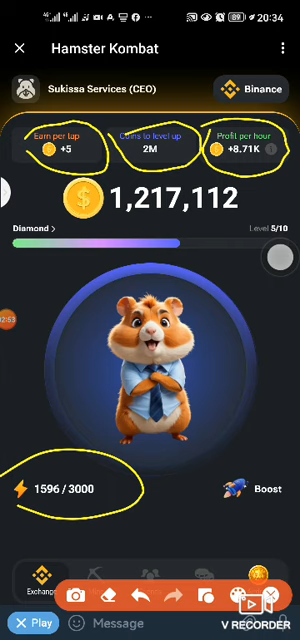 89 20:34
Hamster Kombat
Sukissa Services (CEO) Binance
Earn per tap Coins to level up Profit per hour
+5 2M +8.71K
1,217,112
Diamond > Level 5/10
1596 / 3000 Boost
Play Message V RECORDER